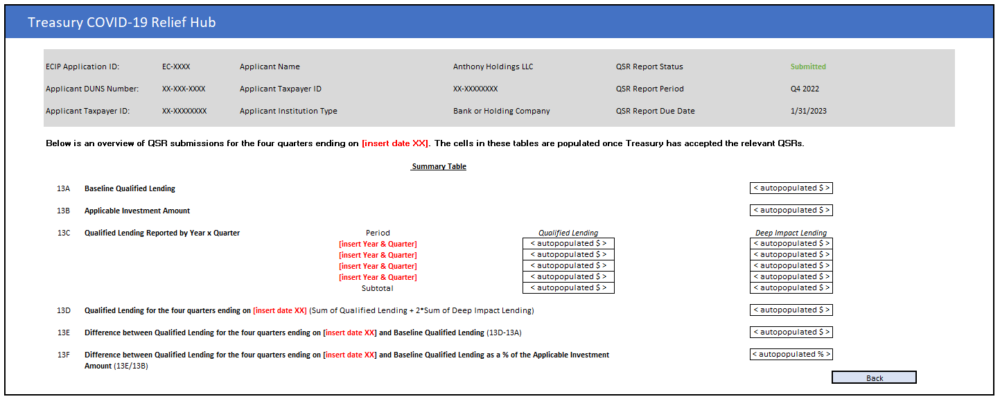 Treasury COVID-19 Relief Hub
ECIP Application ID: EC-XXXX Applicant Name Anthony Holdings LLC QSR Report Status Submitted
Applicant DUNS Number: XX-XXX-XXXX Applicant Taxpayer ID XX-XXXXXXXX QSR Report Period Q4 2022
Applicant Taxpayer ID: XX-XXXXXXXX Applicant Institution Type Bank or Holding Company QSR Report Due Date 1/31/2023
Below is an overview of QSR submissions for the four quarters ending on [insert date XX]. The cells in these tables are populated once Treasury has accepted the relevant QSRs.
Summary Table
13A Baseline Qualified Lending < autopopulated $ >
13B Applicable Investment Amount < autopopulated $ >
13C Qualified Lending Reported by Year x Quarter Period Qualified Lending Deep Impact Lending
[insert Year & Quarter] < autopopulated $ > < autopopulated $ >
[insert Year & Quarter] < autopopulated $ > < autopopulated $ >
[insert Year & Quarter] < autopopulated $ > < autopopulated $ >
[insert Year & Quarter] < autopopulated $ > < autopopulated $ >
Subtotal < autopopulated $ > < autopopulated $ >
13D Qualified Lending for the four quarters ending on [insert date XX] (Sum of Qualified Lending + 2*Sum of Deep Impact Lending) < autopopulated $ >
13E Difference between Qualified Lending for the four quarters ending on [insert date XX] and Baseline Qualified Lending (13D-13A) < autopopulated $ >
13F Difference between Qualified Lending for the four quarters ending on [insert date XX] and Baseline Qualified Lending as a % of the Applicable Investment < autopopulated % >
Amount (13E/13B)
Back